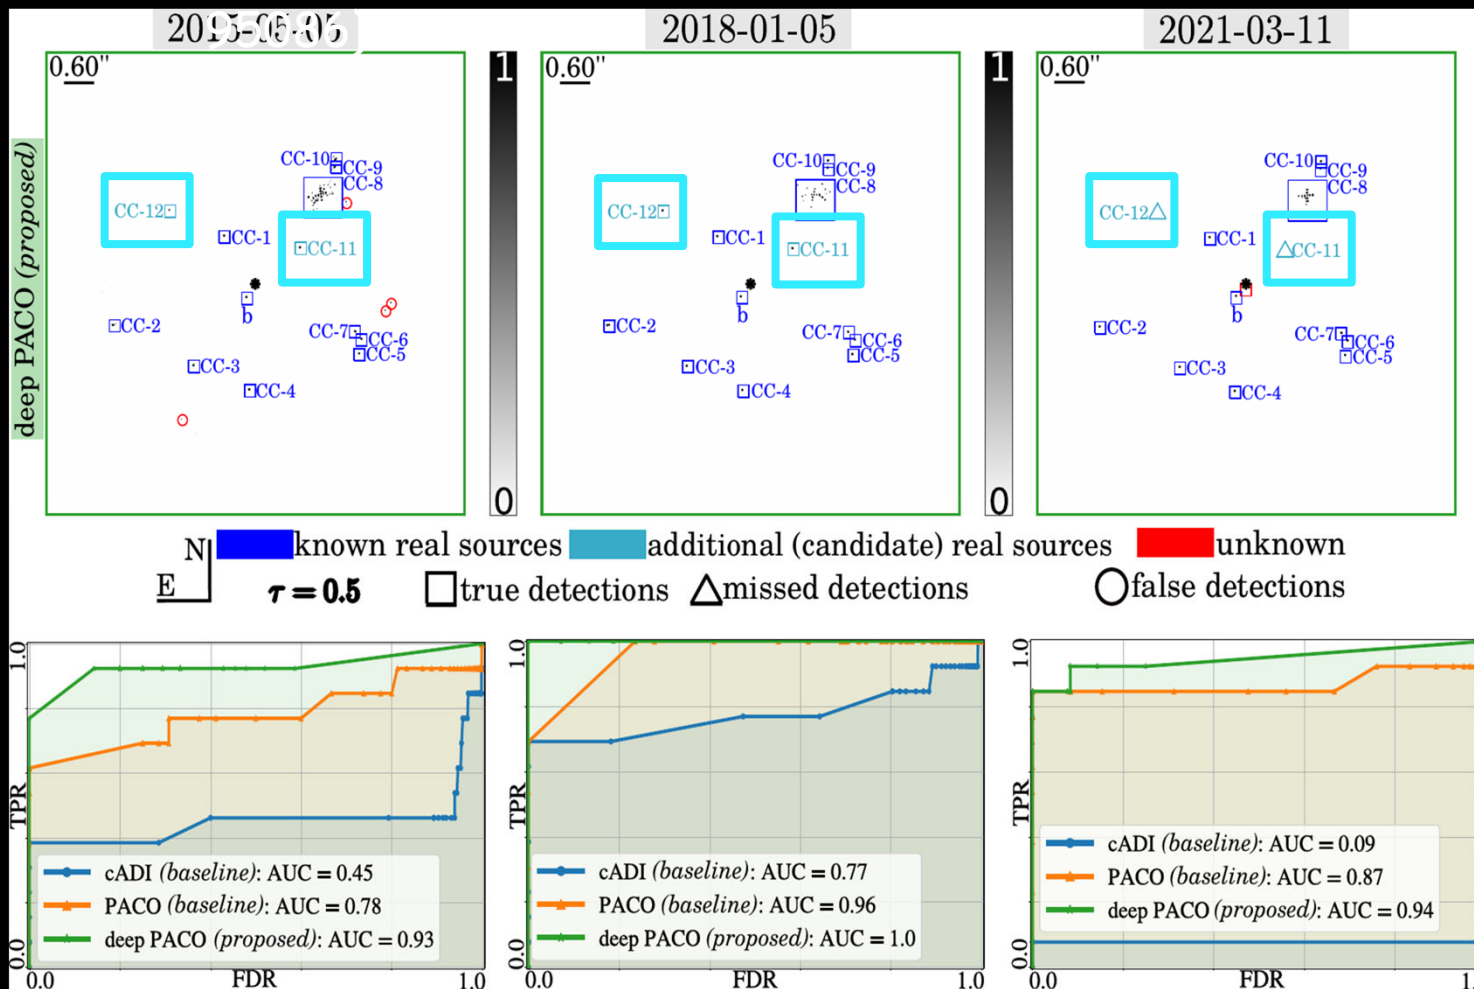 95086)
2018-01-05
2021-03-11
0.60"
1
0.60"
1
0.60"
deep PACO (proposed)
CC-10
CC-9
CC-8
CC-12
CC-1
CC-11
b
CC-2
CC-7
CC-6
CC-5
CC-3
CC-4
0
CC-10
CC-9
CC-8
CC-12
CC-1
CC-11
b
CC-2
CC-7
CC-6
CC-5
CC-3
CC-4
0
CC-10
CC-9
CC-8
CC-12
CC-1
CC-11
b
CC-2
CC-7
CC-6
CC-5
CC-3
CC-4
N
E
known real sources
additional (candidate) real sources
unknown
τ = 0.5
true detections
missed detections
false detections
1.0
TPR
0.0
cADI (baseline): AUC = 0.45
PACO (baseline): AUC = 0.78
deep PACO (proposed): AUC = 0.93
0.0
FDR
1.0
1.0
TPR
0.0
cADI (baseline): AUC = 0.77
PACO (baseline): AUC = 0.96
deep PACO (proposed): AUC = 1.0
0.0
FDR
1.0
1.0
TPR
0.0
cADI (baseline): AUC = 0.09
PACO (baseline): AUC = 0.87
deep PACO (proposed): AUC = 0.94
0.0
FDR